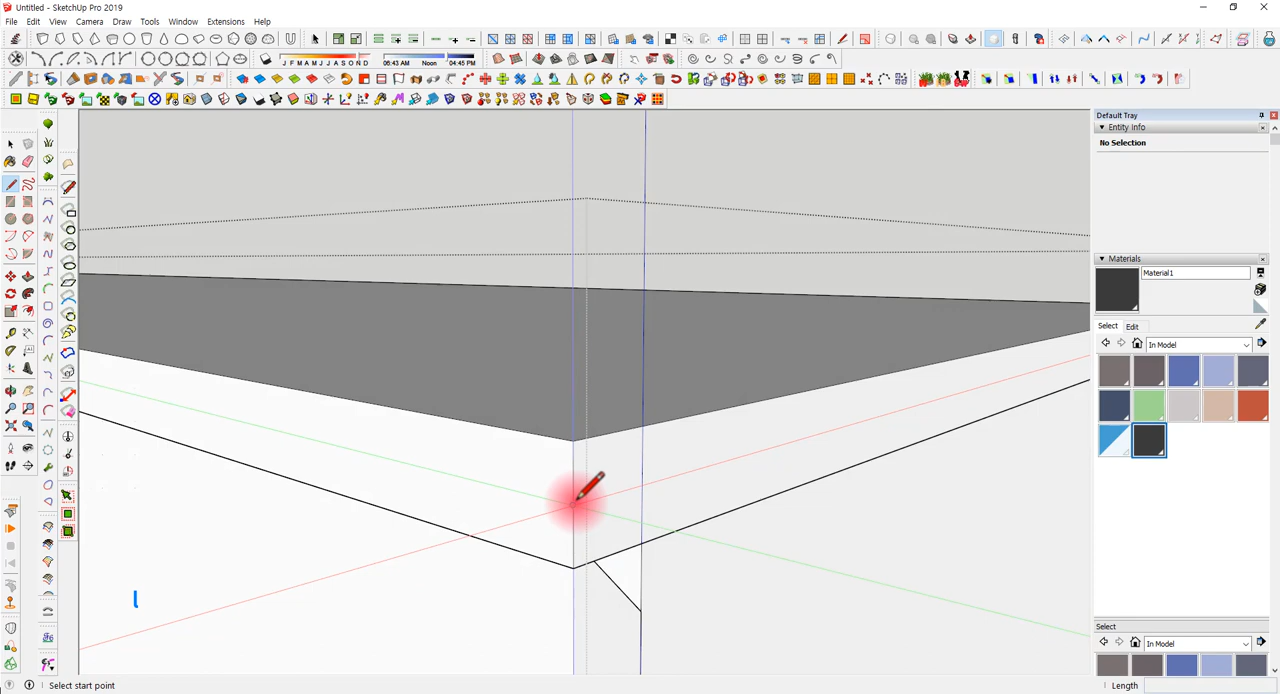 Untitled - SketchUp Pro 2019
File Edit View Camera Draw Tools Window Extensions Help
J F M A M J J A S O N D
06:43 AM Noon 04:45 PM
Default Tray
Entity Info
No Selection
Materials
Material1
Select Edit
In Model
Select
In Model
l
Select start point
Length